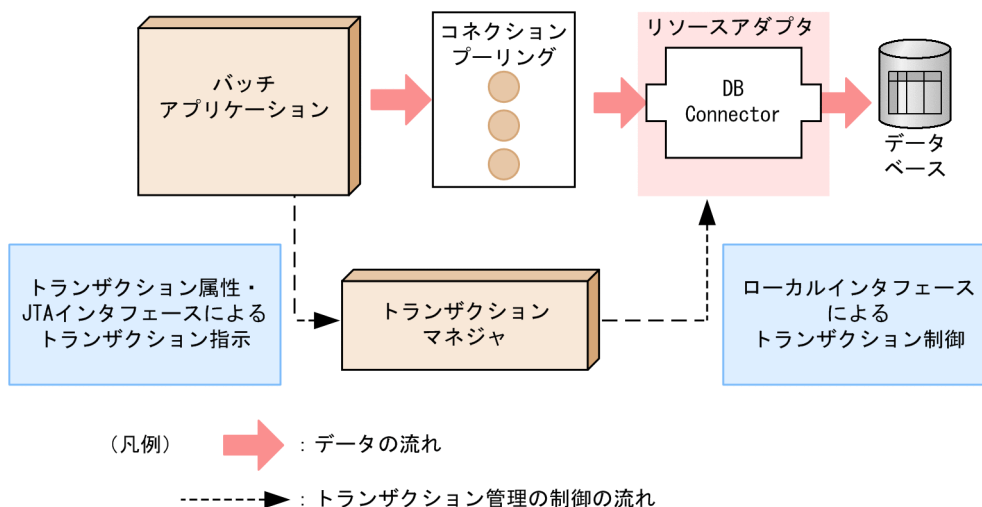 バッチ
アプリケーション
コネクション
プーリング
リソースアダプタ
DB
Connector
データ
ベース
トランザクション属性・
JTAインタフェースによる
トランザクション指示
トランザクション
マネジャ
ローカルインタフェース
による
トランザクション制御
(凡例)
：データの流れ
：トランザクション管理の制御の流れ